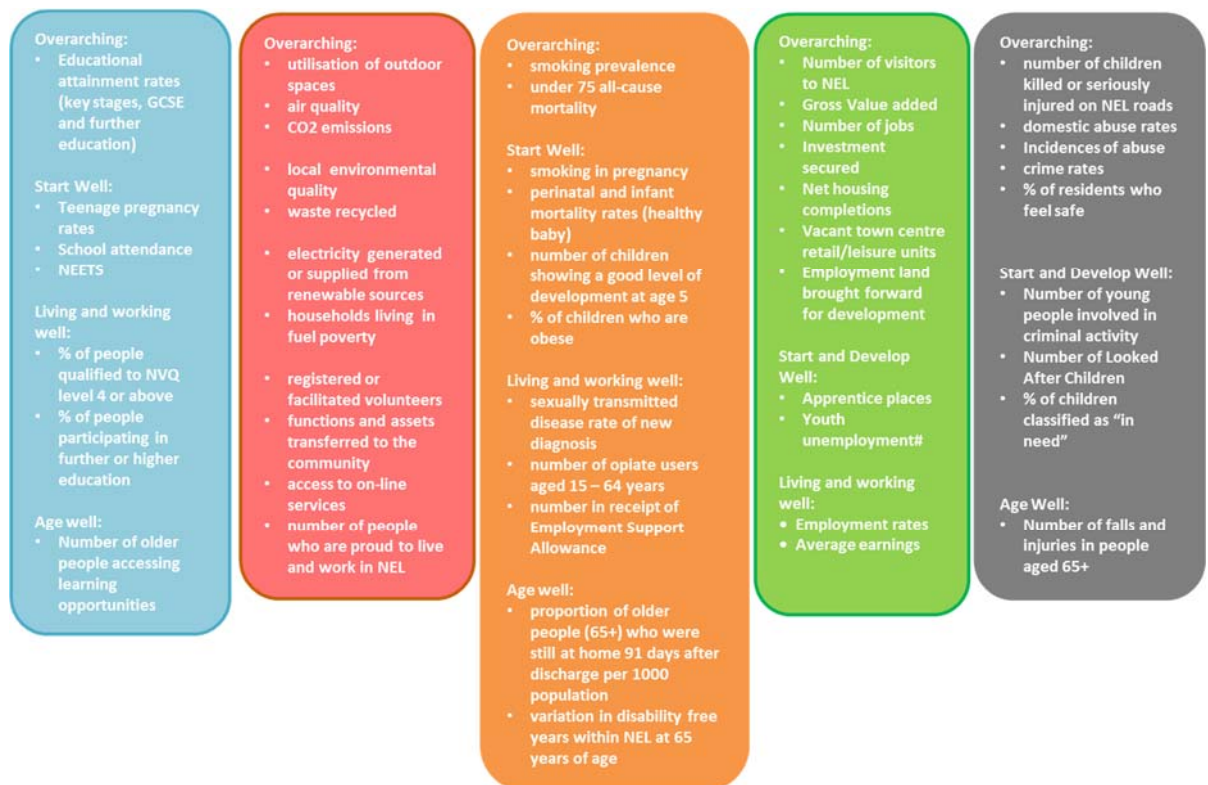 Overarching:
• Educational
attainment rates
(key stages, GCSE
and further
education)
Start Well:
• Teenage pregnancy
rates
• School attendance
• NEETS
Living and working
well:
• % of people
qualified to NVQ
level 4 or above
• % of people
participating in
further or higher
education
Age well:
• Number of older
people accessing
learning
opportunities
Overarching:
• utilisation of outdoor
spaces
• air quality
• CO2 emissions
• local environmental
quality
• waste recycled
• electricity generated
or supplied from
renewable sources
• households living in
fuel poverty
• registered or
facilitated volunteers
• functions and assets
transferred to the
community
• access to on-line
services
• number of people
who are proud to live
and work in NEL
Overarching:
• smoking prevalence
• under 75 all-cause
mortality
Start Well:
• smoking in pregnancy
• perinatal and infant
mortality rates (healthy
baby)
• number of children
showing a good level of
development at age 5
• % of children who are
obese
Living and working well:
• sexually transmitted
disease rate of new
diagnosis
• number of opiate users
aged 15 – 64 years
• number in receipt of
Employment Support
Allowance
Age well:
• proportion of older
people (65+) who were
still at home 91 days after
discharge per 1000
population
• variation in disability free
years within NEL at 65
years of age
Overarching:
• Number of visitors
to NEL
• Gross Value added
• Number of jobs
• Investment
secured
• Net housing
completions
• Vacant town centre
retail/leisure units
• Employment land
brought forward
for development
Start and Develop
Well:
• Apprentice places
• Youth
unemployment#
Living and working
well:
• Employment rates
• Average earnings
Overarching:
• number of children
killed or seriously
injured on NEL roads
• domestic abuse rates
• Incidences of abuse
• crime rates
• % of residents who
feel safe
Start and Develop Well:
• Number of young
people involved in
criminal activity
• Number of Looked
After Children
• % of children
classified as “in
need”
Age Well:
• Number of falls and
injuries in people
aged 65+